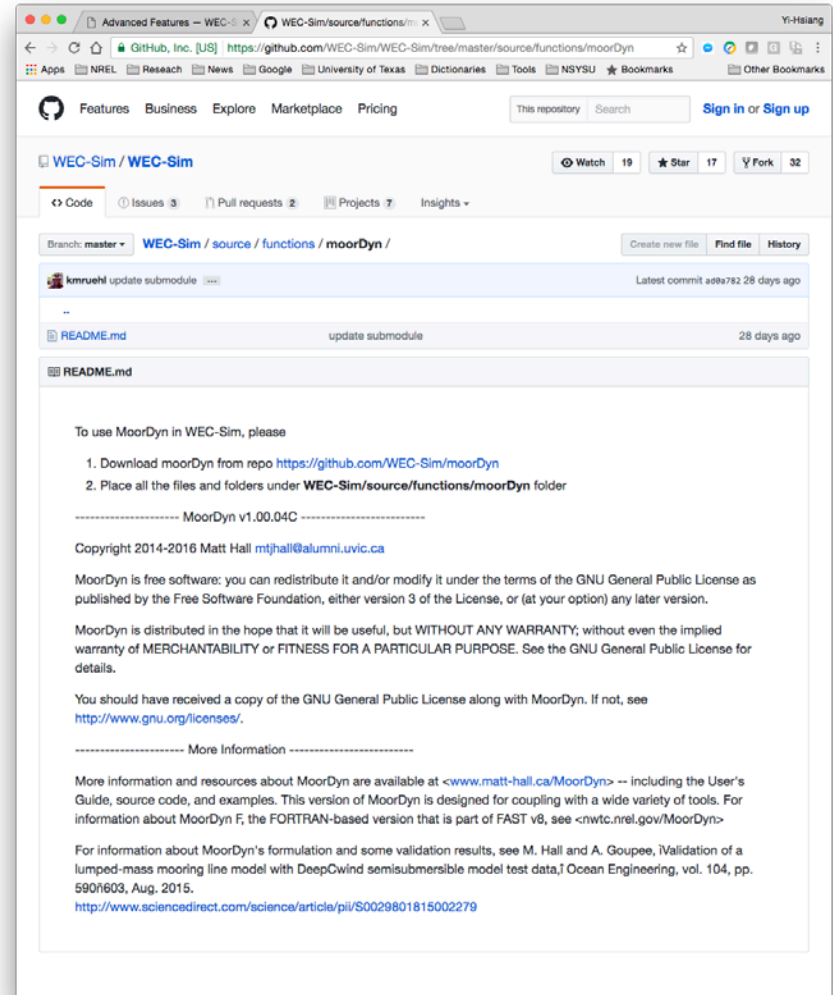 Advanced Features — WEC-S
WEC-Sim/source/functions/m
Yi-Hsiang
GitHub, Inc. [US] https://github.com/WEC-Sim/WEC-Sim/tree/master/source/functions/moorDyn
Apps NREL Reseach News Google University of Texas Dictionaries Tools NSYSU Bookmarks Other Bookmarks
Features Business Explore Marketplace Pricing This repository Search Sign in or Sign up
WEC-Sim / WEC-Sim Watch 19 Star 17 Fork 32
Code Issues 3 Pull requests 2 Projects 7 Insights
Branch: master WEC-Sim / source / functions / moorDyn / Create new file Find file History
kmruehl update submodule ... Latest commit ad0a782 28 days ago
..
README.md update submodule 28 days ago
README.md
To use MoorDyn in WEC-Sim, please
1. Download moorDyn from repo https://github.com/WEC-Sim/moorDyn
2. Place all the files and folders under WEC-Sim/source/functions/moorDyn folder
--------------------- MoorDyn v1.00.04C -------------------------
Copyright 2014-2016 Matt Hall mtjhall@alumni.uvic.ca
MoorDyn is free software: you can redistribute it and/or modify it under the terms of the GNU General Public License as
published by the Free Software Foundation, either version 3 of the License, or (at your option) any later version.
MoorDyn is distributed in the hope that it will be useful, but WITHOUT ANY WARRANTY; without even the implied
warranty of MERCHANTABILITY or FITNESS FOR A PARTICULAR PURPOSE. See the GNU General Public License for
details.
You should have received a copy of the GNU General Public License along with MoorDyn. If not, see
http://www.gnu.org/licenses/.
---------------------- More Information -------------------------
More information and resources about MoorDyn are available at <www.matt-hall.ca/MoorDyn> -- including the User's
Guide, source code, and examples. This version of MoorDyn is designed for coupling with a wide variety of tools. For
information about MoorDyn F, the FORTRAN-based version that is part of FAST v8, see <nwtc.nrel.gov/MoorDyn>
For information about MoorDyn's formulation and some validation results, see M. Hall and A. Goupee, ìValidation of a
lumped-mass mooring line model with DeepCwind semisubmersible model test data,î Ocean Engineering, vol. 104, pp.
590ñ603, Aug. 2015.
http://www.sciencedirect.com/science/article/pii/S0029801815002279